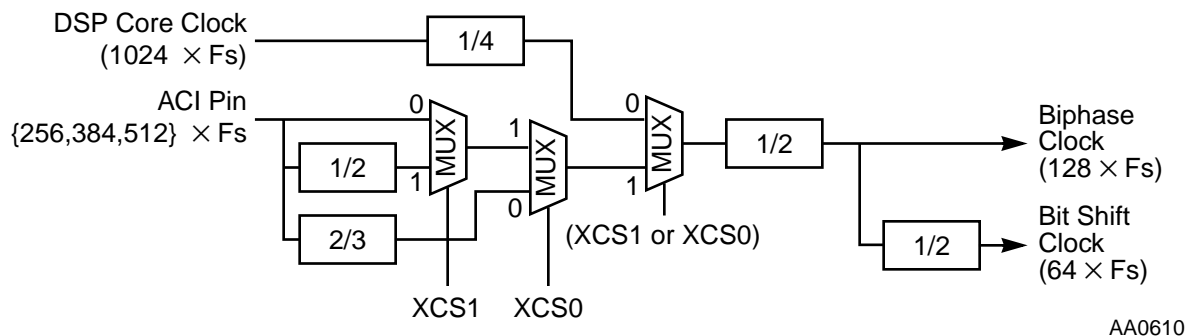 DSP Core Clock
(1024 × Fs)
1/4
ACI Pin
{256,384,512} × Fs
0
1
MUX
1/2
2/3
1
0
MUX
0
1
MUX
(XCS1 or XCS0)
XCS1
XCS0
1/2
Biphase
Clock
(128 × Fs)
1/2
Bit Shift
Clock
(64 × Fs)
AA0610